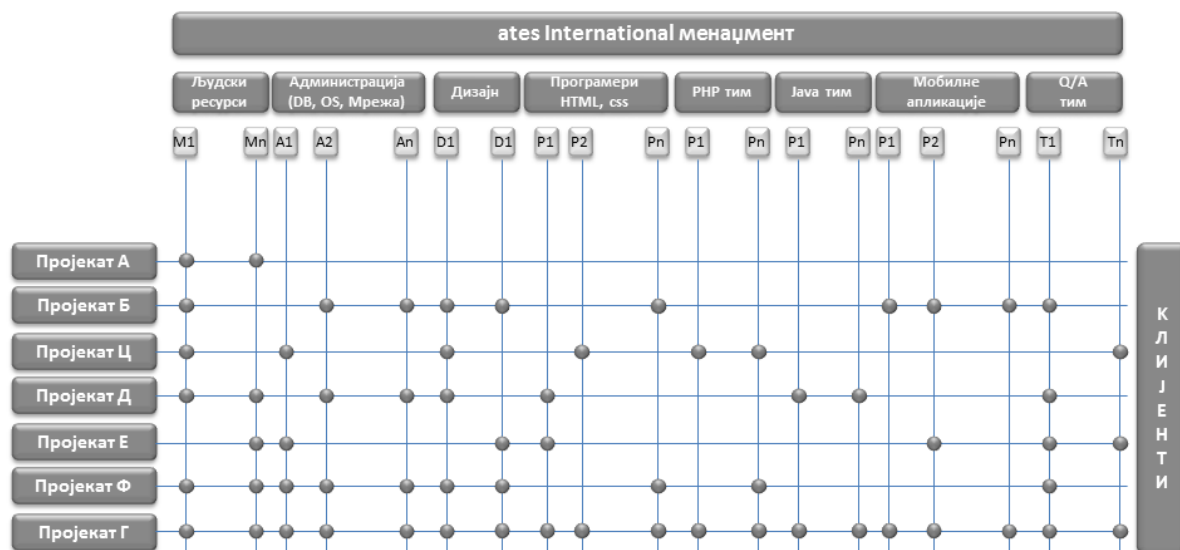 ates International менаџмент
Људски
ресурси
Администрација
(DB, OS, Мрежа)
Дизајн
Програмери
HTML, css
PHP тим
Java тим
Мобилне
апликације
Q/A
тим
M1 Mn A1 A2 An D1 D1 P1 P2 Pn P1 Pn P1 Pn P1 P2 Pn T1 Tn
Пројекат А
Пројекат Б
Пројекат Ц
Пројекат Д
Пројекат Е
Пројекат Ф
Пројекат Г
К
Л
И
Ј
Е
Н
Т
И